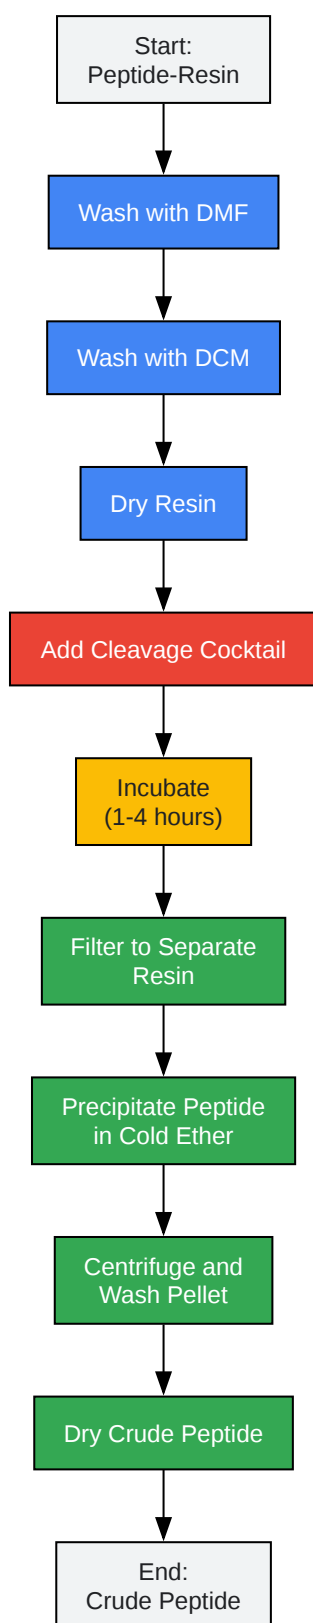 Start:
Peptide-Resin
Wash with DMF
Wash with DCM
Dry Resin
Add Cleavage Cocktail
Incubate
(1-4 hours)
Filter to Separate
Resin
Precipitate Peptide
in Cold Ether
Centrifuge and
Wash Pellet
Dry Crude Peptide
End:
Crude Peptide